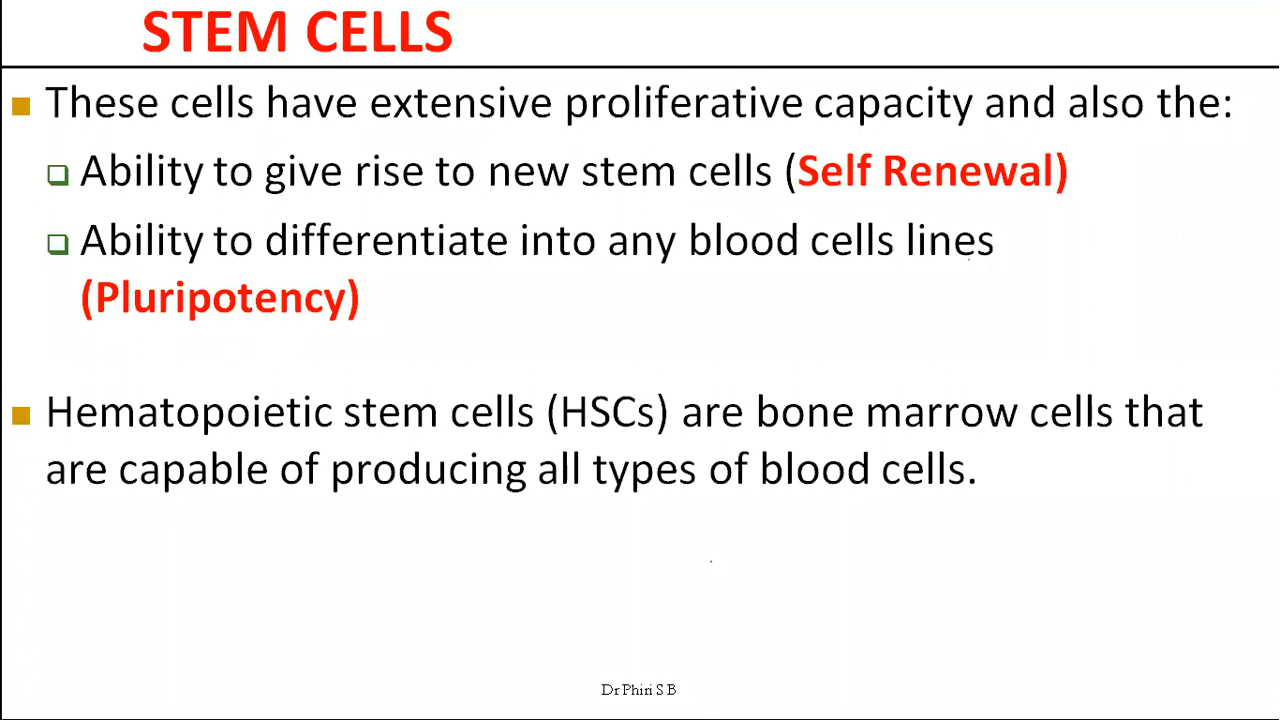 STEM CELLS
These cells have extensive proliferative capacity and also the:
Ability to give rise to new stem cells (Self Renewal)
Ability to differentiate into any blood cells lines
(Pluripotency)
Hematopoietic stem cells (HSCs) are bone marrow cells that
are capable of producing all types of blood cells.
Dr Phiri S B